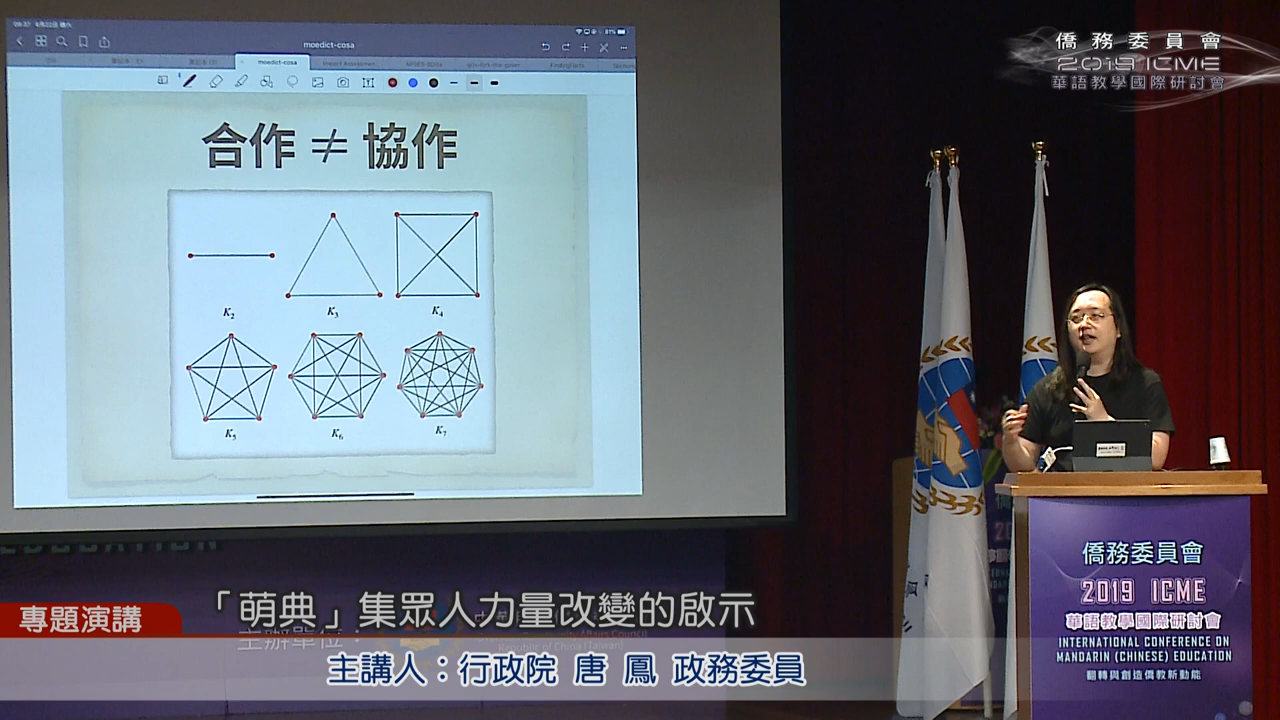 moedict-cosa
moedict-cosa
合作 ≠ 協作
K2
K3
K4
K5
K6
K7
僑務委員會
2019 ICME
華語教學國際研討會
僑務委員會
2019 ICME
華語教學國際研討會
INTERNATIONAL CONFERENCE ON
MANDARIN (CHINESE) EDUCATION
翻轉與創造僑教新動能
專題演講
「萌典」集眾人力量改變的啟示
主辦單位：
主講人：行政院 唐 鳳 政務委員